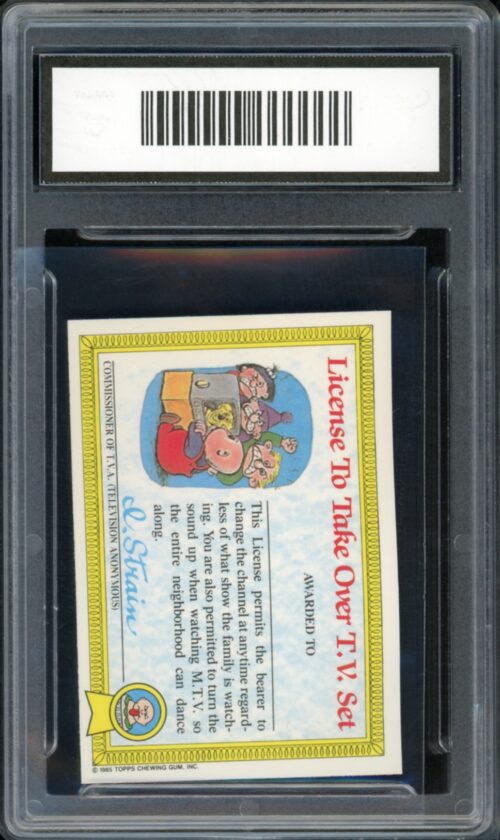 License To Take Over T.V. Set
AWARDED TO
This License permits the bearer to
change the channel at anytime regard-
less of what show the family is watch-
ing. You are also permitted to turn the
sound up when watching M.T.V. so
the entire neighborhood can dance
along.
I. Strain
COMMISSIONER OF T.V.A. (TELEVISION ANONYMOUS)
© 1985 TOPPS CHEWING GUM, INC.